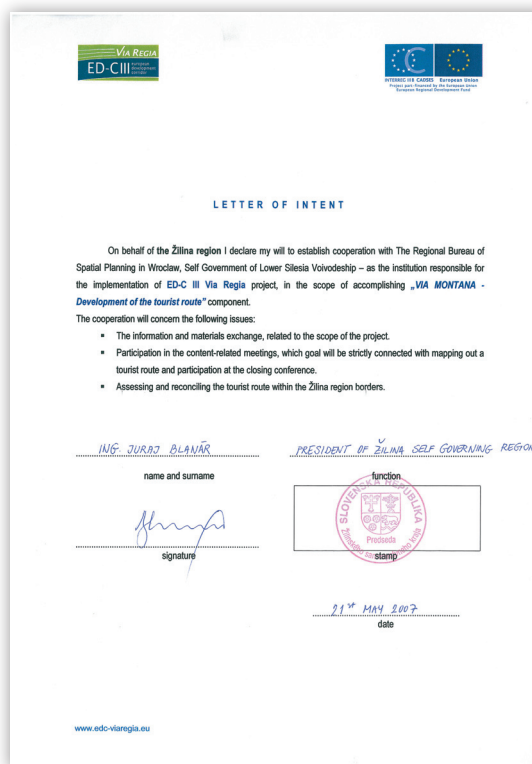 VIA REGIA
ED-CIII european
development
corridor
INTERREG IIIB CADSES European Union
Project part-financed by the European Union
European Regional Development Fund
LETTER OF INTENT
On behalf of the Žilina region I declare my will to establish cooperation with The Regional Bureau of
Spatial Planning in Wroclaw, Self Government of Lower Silesia Voivodeship – as the institution responsible for
the implementation of ED-C III Via Regia project, in the scope of accomplishing „VIA MONTANA -
Development of the tourist route" component.
The cooperation will concern the following issues:
▪ The information and materials exchange, related to the scope of the project.
▪ Participation in the content-related meetings, which goal will be strictly connected with mapping out a
tourist route and participation at the closing conference.
▪ Assessing and reconciling the tourist route within the Žilina region borders.
ING. JURAJ BLANÁR
PRESIDENT OF ŽILINA SELF GOVERNING REGION
name and surname
function
SLOVENSKÁ REPUBLIKA
Predseda
Žilinského samosprávneho kraja
signature
stamp
21st MAY 2007
date
www.edc-viaregia.eu